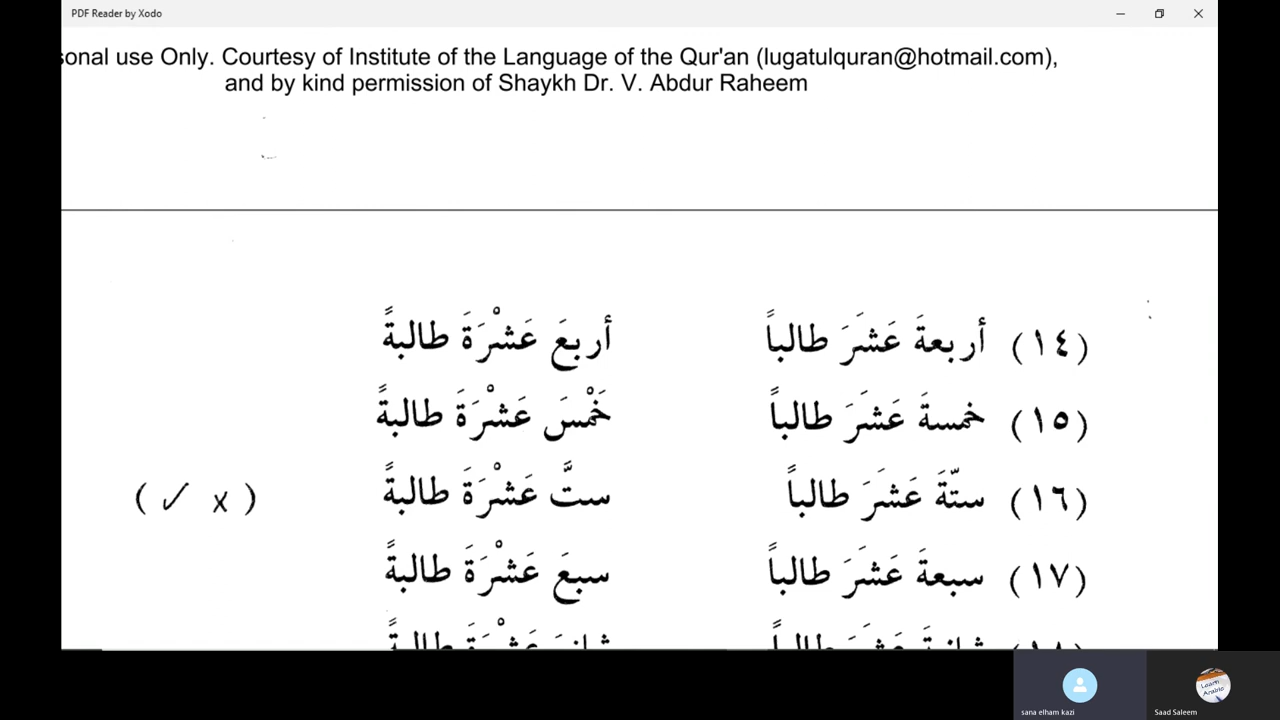 PDF Reader by Xodo
sonal use Only. Courtesy of Institute of the Language of the Qur'an (lugatulquran@hotmail.com),
and by kind permission of Shaykh Dr. V. Abdur Raheem
(١٤) أربعةَ عَشَرَ طالباً أربعَ عَشْرَةَ طالبةً
(١٥) خمسةَ عَشَرَ طالباً خَمْسَ عَشْرَةَ طالبةً
(١٦) ستّةَ عَشَرَ طالباً ستَّ عَشْرَةَ طالبةً (✓ x)
(١٧) سبعةَ عَشَرَ طالباً سبعَ عَشْرَةَ طالبةً
sana elham kazi
Learn Arabic
Saad Saleem